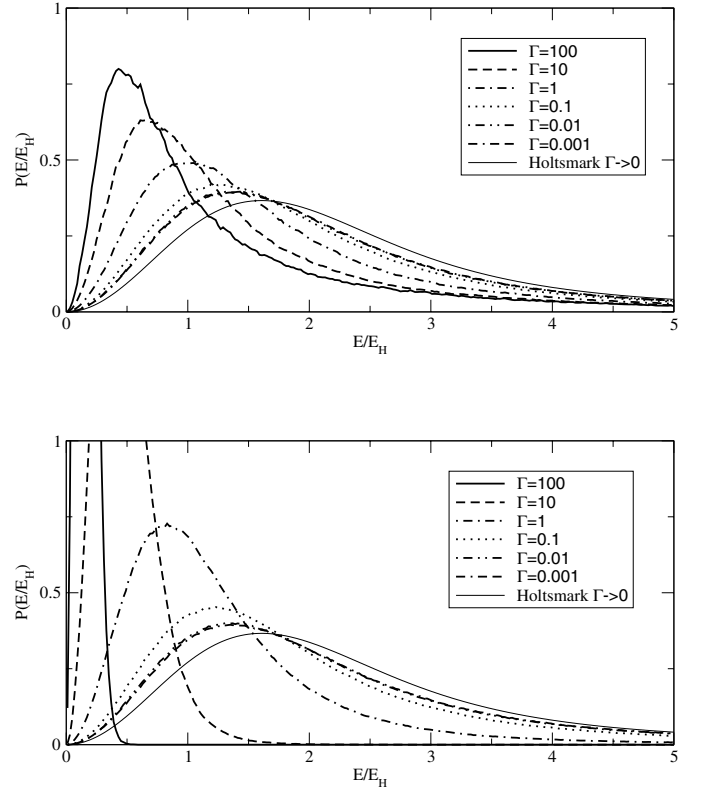 1
0.5
0
P(E/E_H)
Γ=100
Γ=10
Γ=1
Γ=0.1
Γ=0.01
Γ=0.001
Holtsmark Γ->0
0 1 2 3 4 5
E/E_H
1
0.5
0
P(E/E_H)
Γ=100
Γ=10
Γ=1
Γ=0.1
Γ=0.01
Γ=0.001
Holtsmark Γ->0
0 1 2 3 4 5
E/E_H